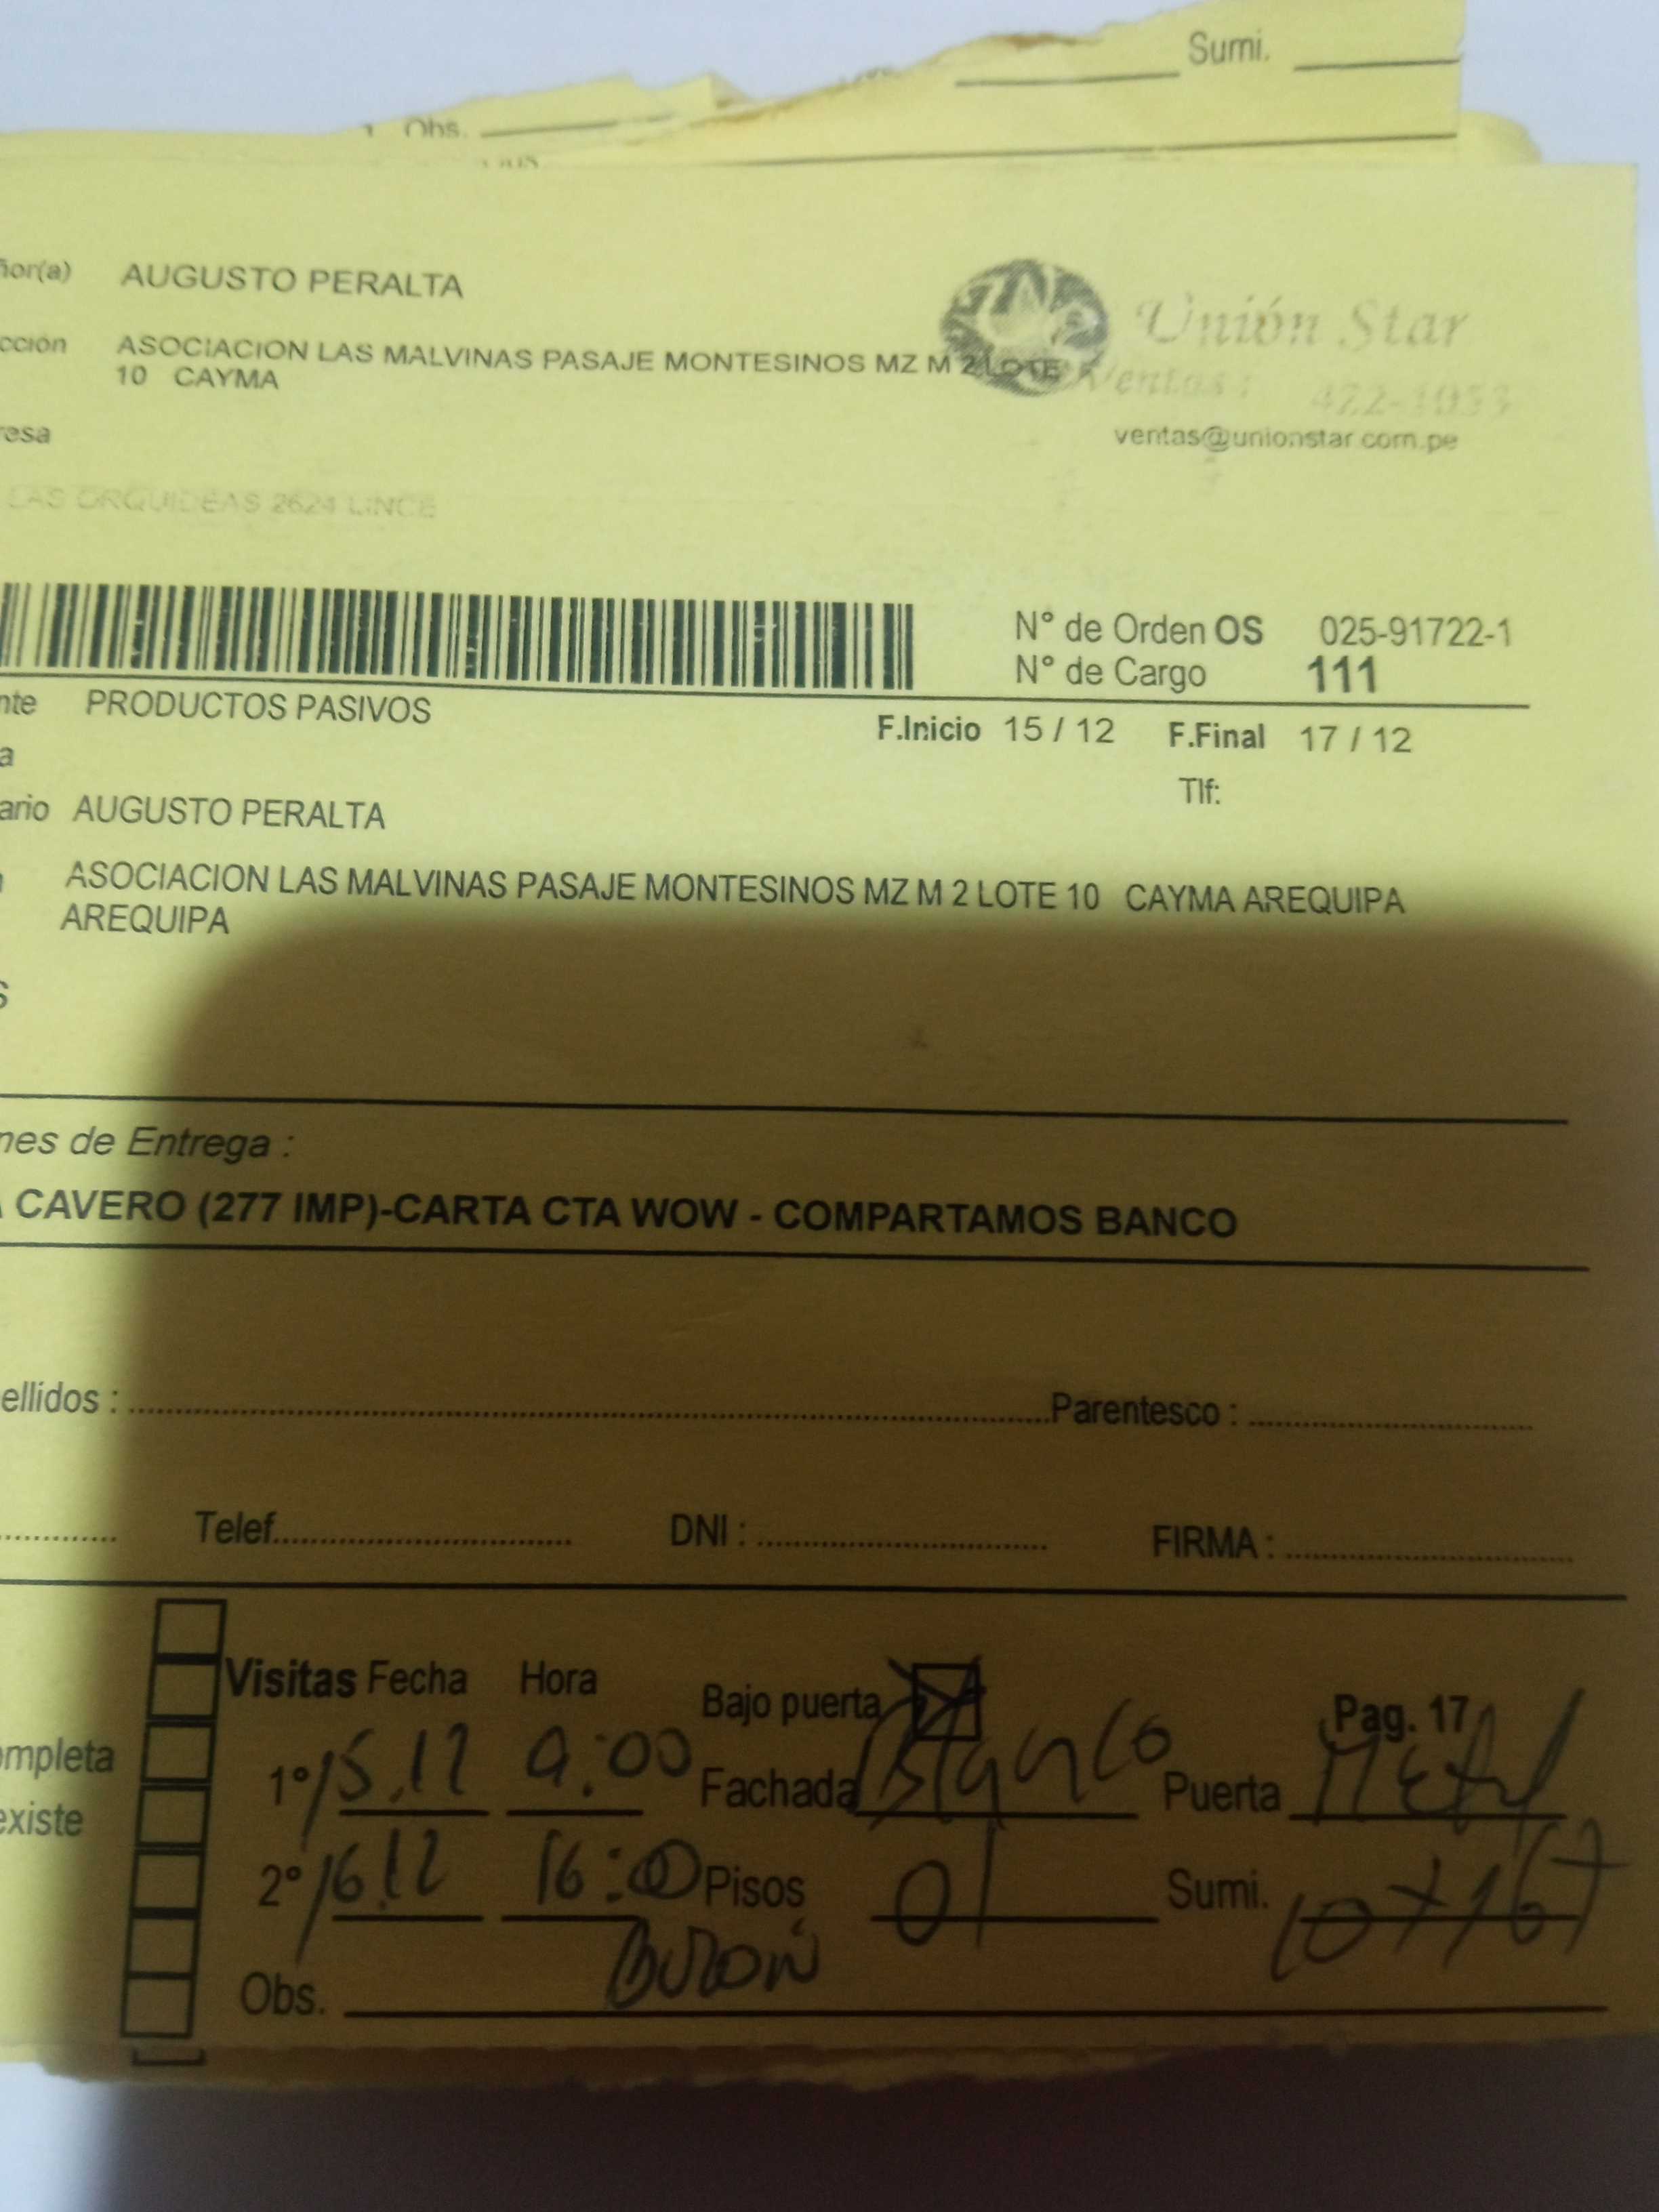 Sumi.
Obs.
ñor(a) AUGUSTO PERALTA
cción ASOCIACION LAS MALVINAS PASAJE MONTESINOS MZ M 2 LOTE
10 CAYMA
Unión Star
Ventas: 422-1053
ventas@unionstar.com.pe
resa
LAS ORQUIDEAS 2624 LINCE
N° de Orden OS 025-91722-1
N° de Cargo 111
nte PRODUCTOS PASIVOS
F.Inicio 15 / 12 F.Final 17 / 12
a
Tlf:
ario AUGUSTO PERALTA
ASOCIACION LAS MALVINAS PASAJE MONTESINOS MZ M 2 LOTE 10 CAYMA AREQUIPA
AREQUIPA
S
nes de Entrega :
CAVERO (277 IMP)-CARTA CTA WOW - COMPARTAMOS BANCO
ellidos : Parentesco :
Telef. DNI : FIRMA :
Visitas Fecha Hora Bajo puerta Pag. 17
ompleta 1° 15.12 9:00 Fachada Blanco Puerta Metal
existe
2° 16.12 16:00 Pisos 01 Sumi. 107167
Obs. Buzon